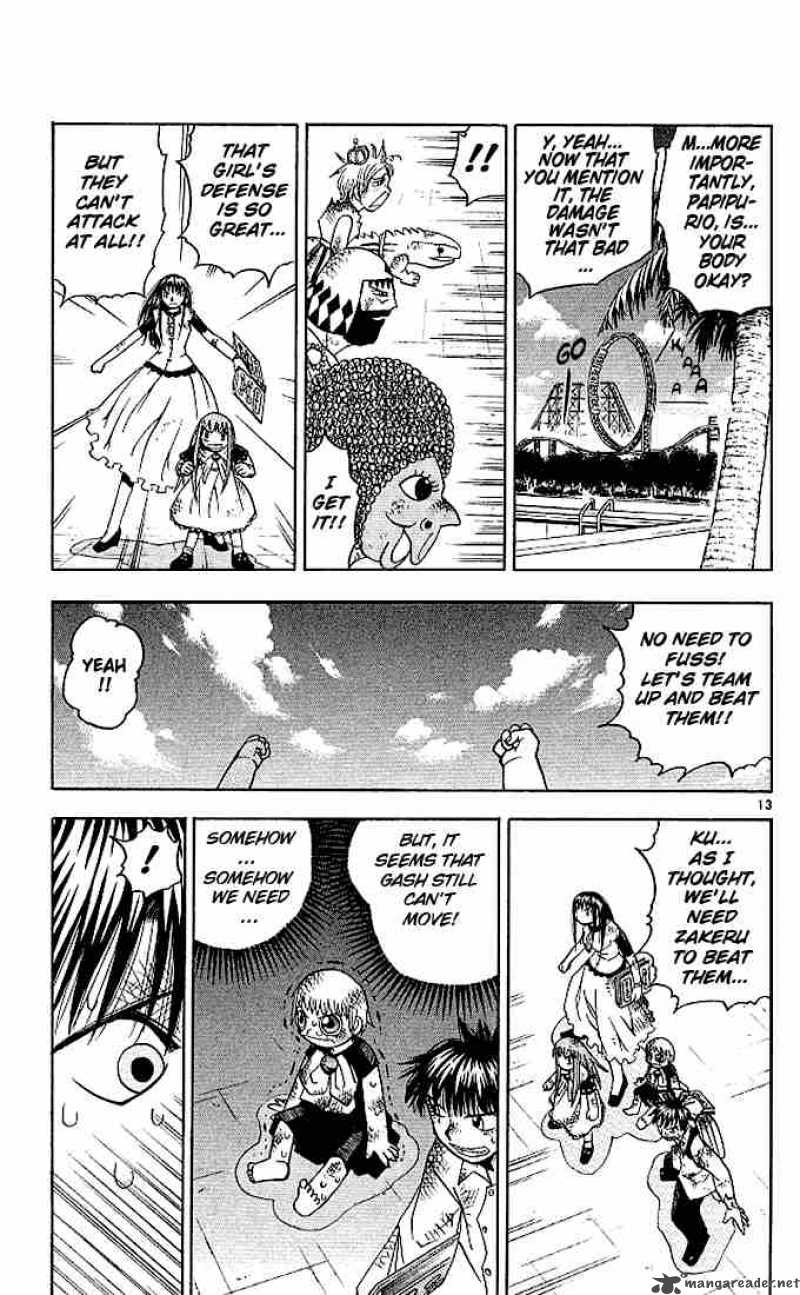 M...MORE
IMPOR-
TANTLY,
PAPIPU-
RIO, IS...
YOUR
BODY
OKAY?
Y, YEAH...
NOW THAT
YOU MENTION
IT, THE
DAMAGE
WASN'T
THAT BAD
...
GO
KAAAA
!!
I
GET
IT!!
THAT
GIRL'S
DEFENSE
IS SO
GREAT...
BUT
THEY
CAN'T
ATTACK
AT ALL!!
NO NEED TO
FUSS!
LET'S TEAM
UP AND BEAT
THEM!!
YEAH
!!
13
KU...
AS I
THOUGHT,
WE'LL
NEED
ZAKERU
TO BEAT
THEM...
BUT, IT
SEEMS THAT
GASH STILL
CAN'T
MOVE!
SOMEHOW
...
SOMEHOW
WE NEED
...
!
mangareader.net